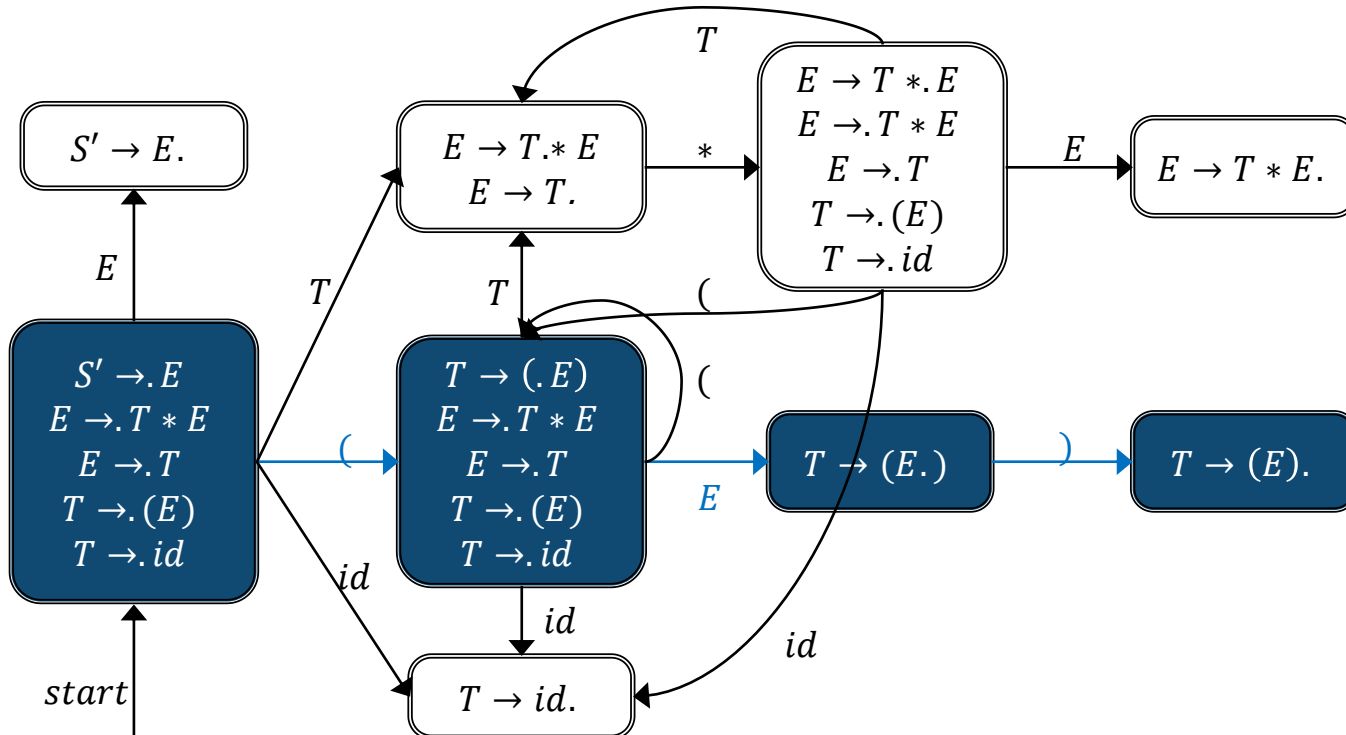 T
E → T *. E
E →. T * E
E →. T
T →. (E)
T →. id
S′ → E.
E → T.* E
E → T.
*
E
E → T * E.
E
T
T
(
S′ →. E
E →. T * E
E →. T
T →. (E)
T →. id
(
T → (. E)
E →. T * E
E →. T
T →. (E)
T →. id
(
E
T → (E.)
)
T → (E).
id
id
id
start
T → id.